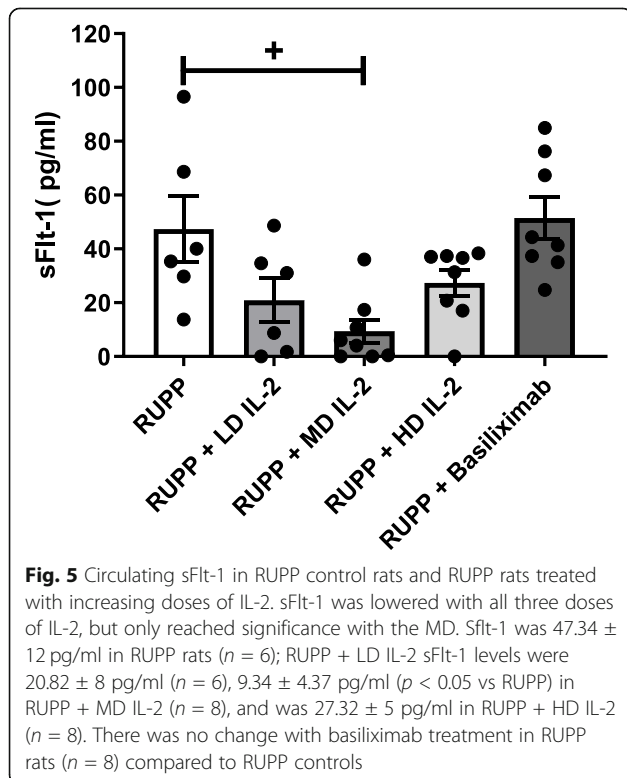 120
100
80
60
40
20
0
sFlt-1( pg/ml)
+
RUPP
RUPP + LD IL-2
RUPP + MD IL-2
RUPP + HD IL-2
RUPP + Basiliximab
Fig. 5 Circulating sFlt-1 in RUPP control rats and RUPP rats treated
with increasing doses of IL-2. sFlt-1 was lowered with all three doses
of IL-2, but only reached significance with the MD. Sflt-1 was 47.34 ±
12 pg/ml in RUPP rats (n = 6); RUPP + LD IL-2 sFlt-1 levels were
20.82 ± 8 pg/ml (n = 6), 9.34 ± 4.37 pg/ml (p < 0.05 vs RUPP) in
RUPP + MD IL-2 (n = 8), and was 27.32 ± 5 pg/ml in RUPP + HD IL-2
(n = 8). There was no change with basiliximab treatment in RUPP
rats (n = 8) compared to RUPP controls